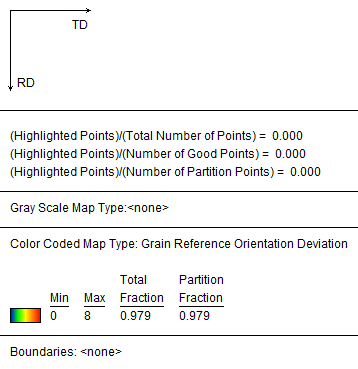 TD
RD
(Highlighted Points)/(Total Number of Points) = 0.000
(Highlighted Points)/(Number of Good Points) = 0.000
(Highlighted Points)/(Number of Partition Points) = 0.000
Gray Scale Map Type:<none>
Color Coded Map Type: Grain Reference Orientation Deviation
Total Partition
Min Max Fraction Fraction
0 8 0.979 0.979
Boundaries: <none>